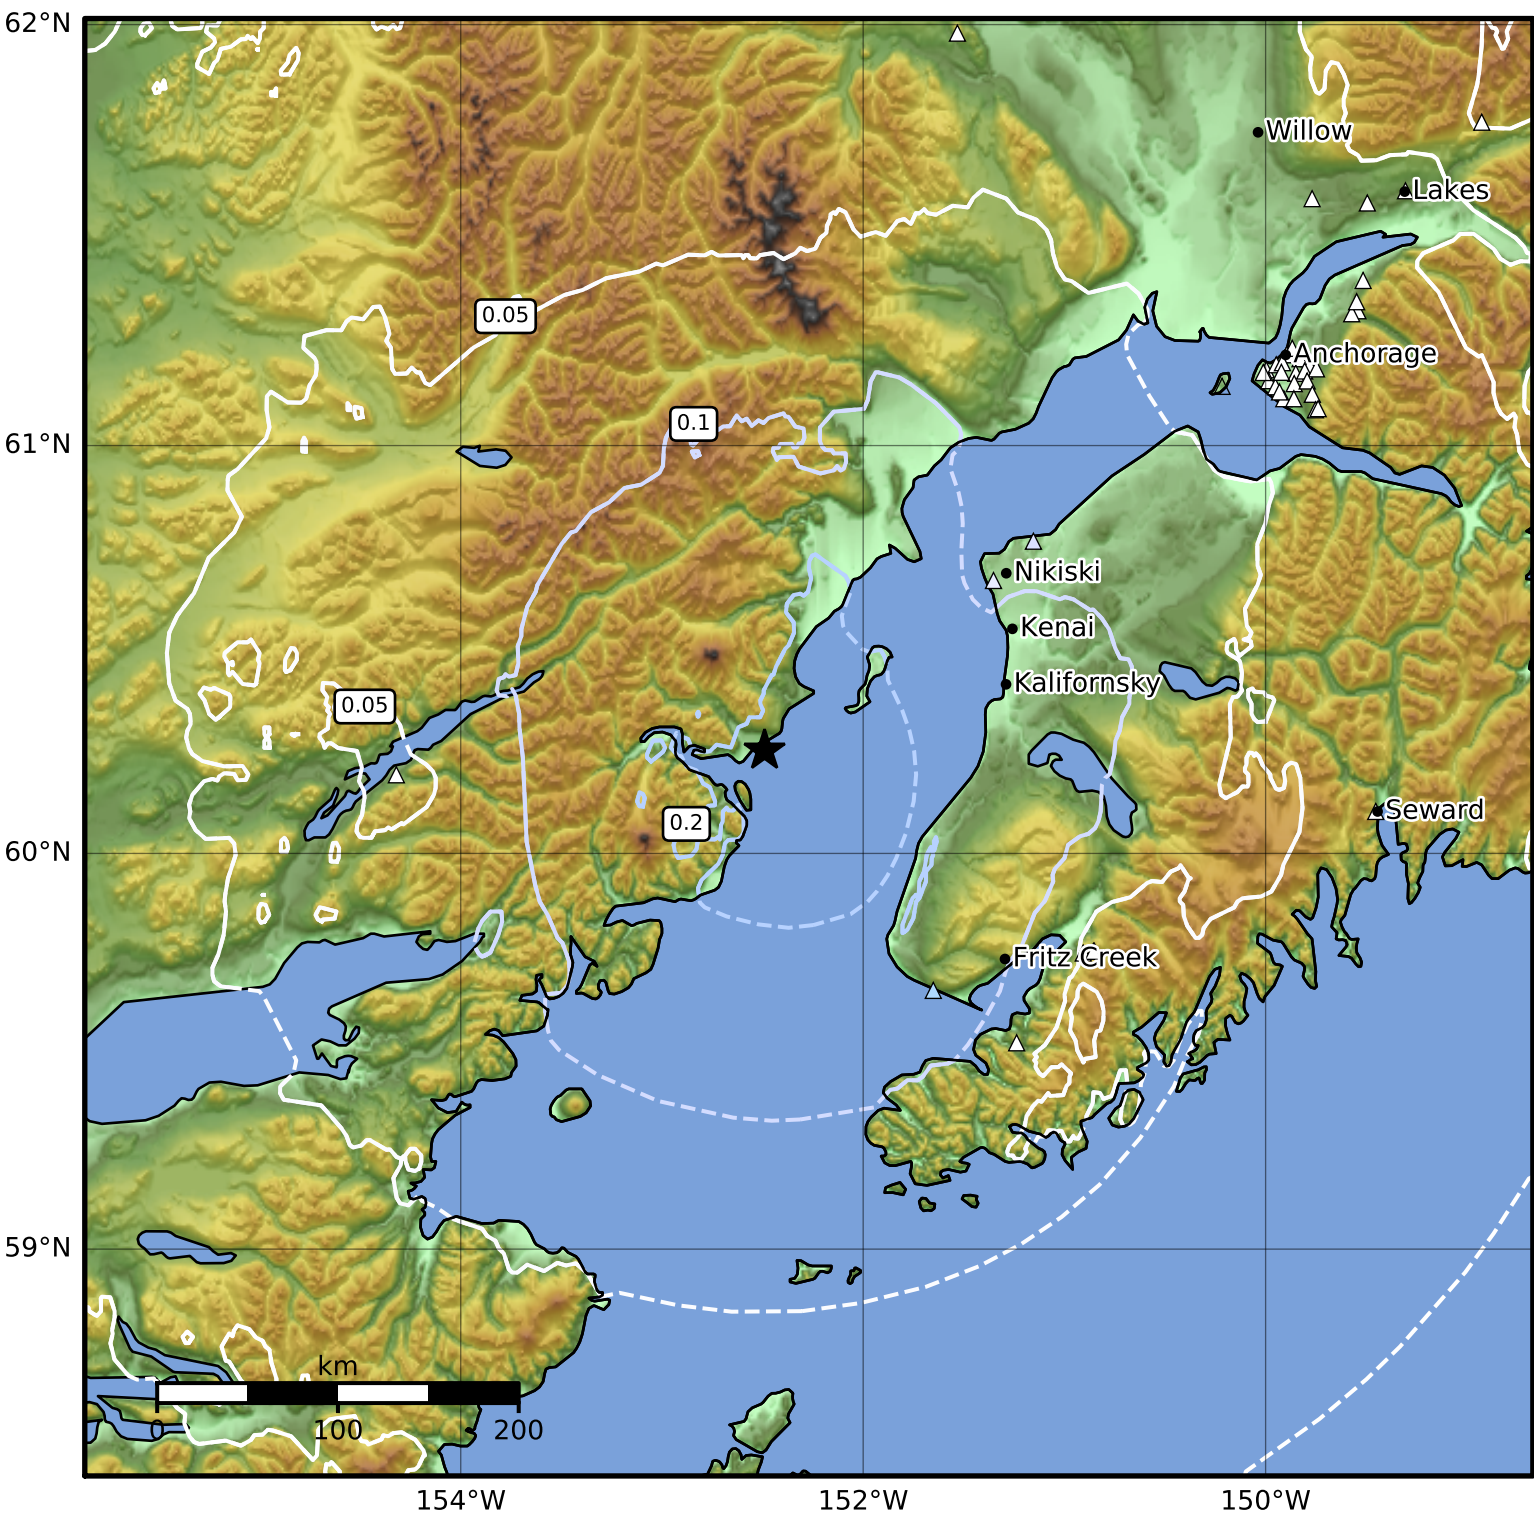 62°N
Willow
Lakes
0.05
Anchorage
0.1
61°N
Nikiski
Kenai
Kalifornsky
0.05
Seward
0.2
60°N
Fritz Creek
59°N
km
0 100 200
154°W 152°W 150°W